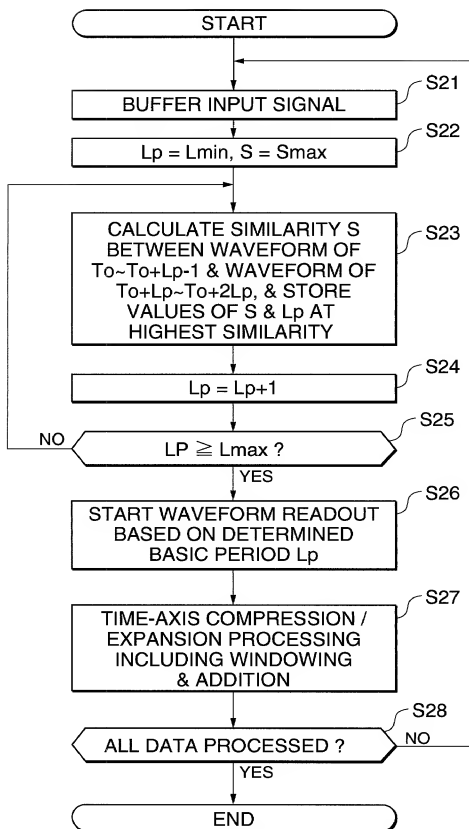 START
S21
BUFFER INPUT SIGNAL
S22
Lp = Lmin, S = Smax
S23
CALCULATE SIMILARITY S
BETWEEN WAVEFORM OF
To~To+Lp-1 & WAVEFORM OF
To+Lp~To+2Lp, & STORE
VALUES OF S & Lp AT
HIGHEST SIMILARITY
S24
Lp = Lp+1
S25
NO
LP ≧ Lmax ?
YES
S26
START WAVEFORM READOUT
BASED ON DETERMINED
BASIC PERIOD Lp
S27
TIME-AXIS COMPRESSION /
EXPANSION PROCESSING
INCLUDING WINDOWING
& ADDITION
S28
ALL DATA PROCESSED ?
NO
YES
END